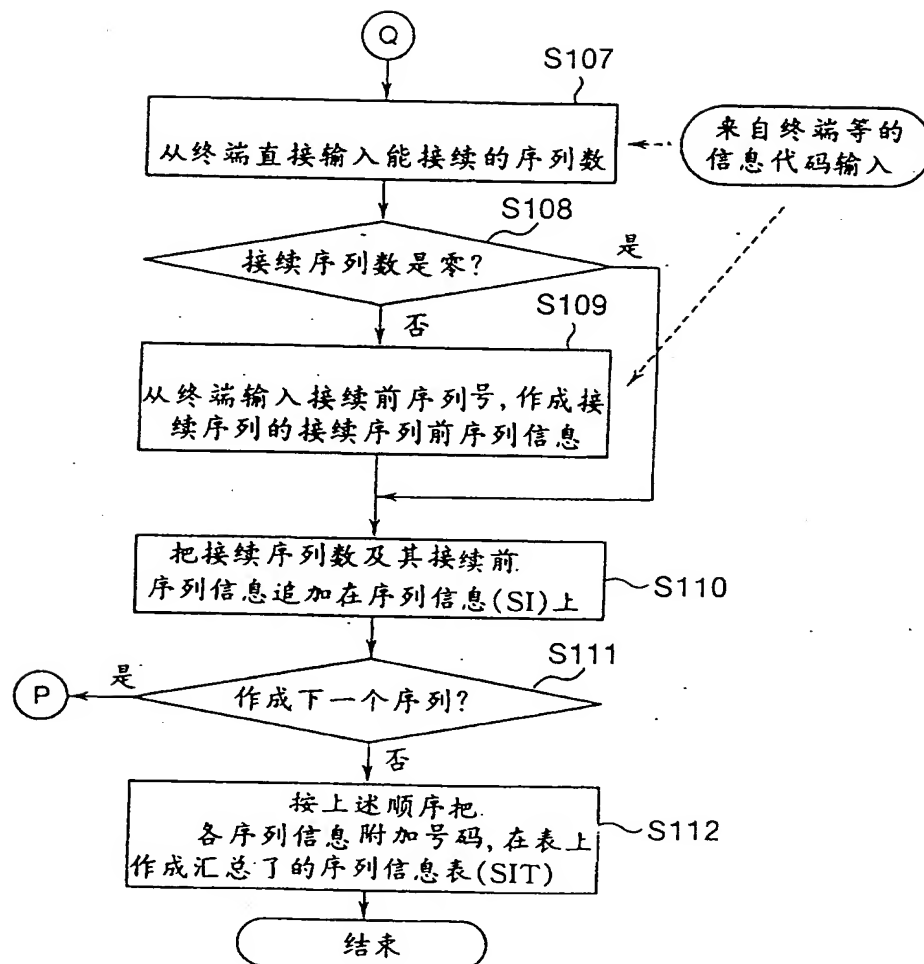 Q
S107
从终端直接输入能接续的序列数
来自终端等的
信息代码输入
S108
接续序列数是零?
是
否
S109
从终端输入接续前序列号,作成接
续序列的接续序列前序列信息
把接续序列数及其接续前
序列信息追加在序列信息(SI)上
S110
S111
作成下一个序列?
是
P
否
按上述顺序把
各序列信息附加号码,在表上
作成汇总了的序列信息表(SIT)
S112
结束